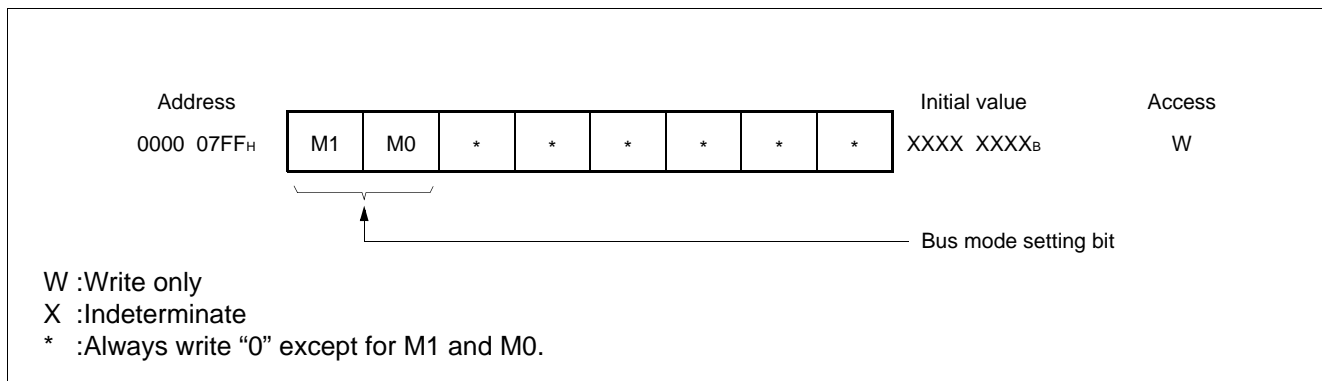 Address Initial value Access
0000 07FFH M1 M0 * * * * * * XXXX XXXXB W
Bus mode setting bit
W :Write only
X :Indeterminate
* :Always write “0” except for M1 and M0.